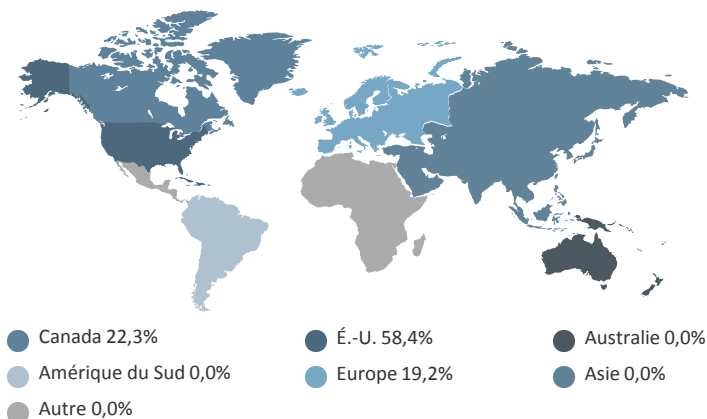 Canada 22,3%
É.-U. 58,4%
Australie 0,0%
Amérique du Sud 0,0%
Europe 19,2%
Asie 0,0%
Autre 0,0%